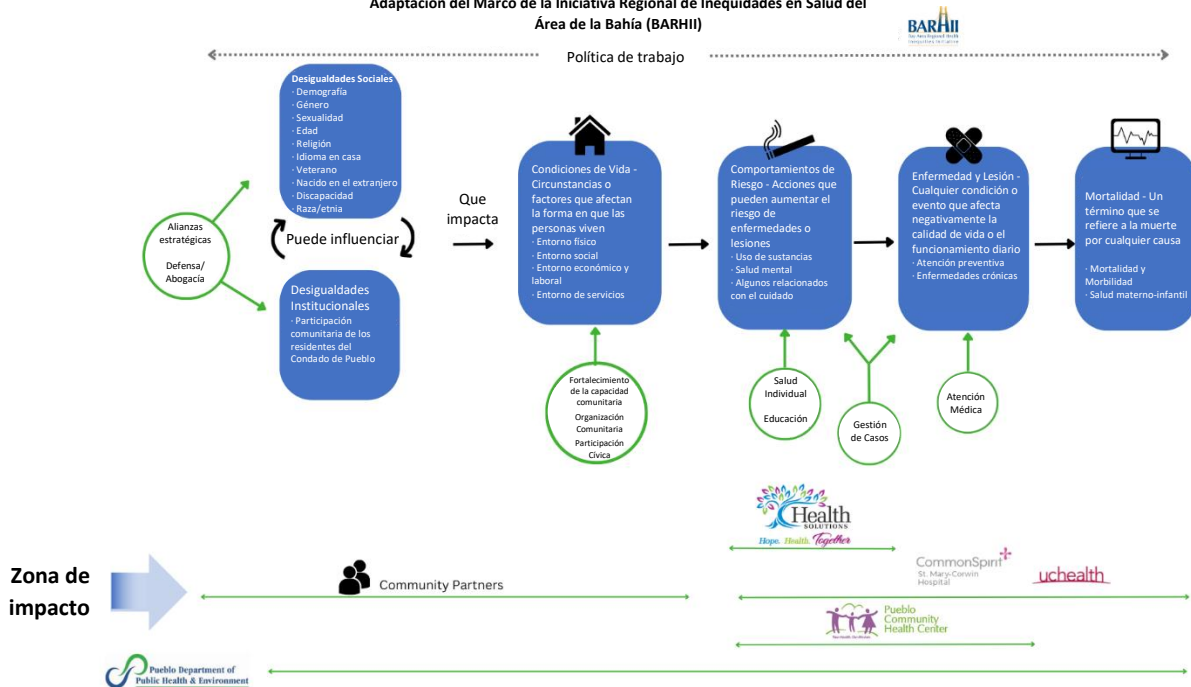 Adaptación del Marco de la Iniciativa Regional de Inequidades en Salud del
Área de la Bahía (BARHII)
BARHII
Política de trabajo
Desigualdades Sociales
· Demografía
· Género
· Sexualidad
· Edad
· Religión
· Idioma en casa
· Veterano
· Nacido en el extranjero
· Discapacidad
· Raza/etnia
Alianzas
estratégicas
Defensa/
Abogacía
Puede influenciar
Desigualdades
Institucionales
· Participación
comunitaria de los
residentes del
Condado de Pueblo
Que
impacta
Condiciones de Vida -
Circunstancias o
factores que afectan
la forma en que las
personas viven
· Entorno físico
· Entorno social
· Entorno económico y
laboral
· Entorno de servicios
Comportamientos de
Riesgo - Acciones que
pueden aumentar el
riesgo de
enfermedades o
lesiones
· Uso de sustancias
· Salud mental
· Algunos relacionados
con el cuidado
Enfermedad y Lesión -
Cualquier condición o
evento que afecta
negativamente la
calidad de vida o el
funcionamiento diario
· Atención preventiva
· Enfermedades crónicas
Mortalidad - Un
término que se
refiere a la muerte
por cualquier causa
· Mortalidad y
Morbilidad
· Salud materno-infantil
Fortalecimiento
de la capacidad
comunitaria
Organización
Comunitaria
Participación
Cívica
Salud
Individual
Educación
Gestión
de Casos
Atención
Médica
Health
SOLUTIONS
Hope. Health. Together
Zona de
impacto
Community Partners
CommonSpirit
St. Mary-Corwin
Hospital
uchealth
Pueblo
Community
Health Center
Pueblo Department of
Public Health & Environment